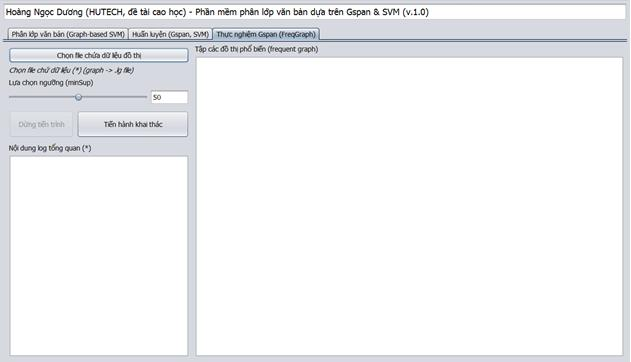 Hoàng Ngọc Dương (HUTECH, đề tài cao học) - Phần mềm phân lớp văn bản dựa trên Gspan & SVM (v.1.0)
Phân lớp văn bản (Graph-based SVM) Huấn luyện (Gspan, SVM) Thực nghiệm Gspan (FreqGraph)
Chọn file chứa dữ liệu đồ thị
Chọn file chứ dữ liệu (*) (graph -> .lg file)
Lựa chọn ngưỡng (minSup)
50
Dừng tiến trình Tiến hành khai thác
Nội dung log tổng quan (*)
Tập các đồ thị phổ biến (frequent graph)